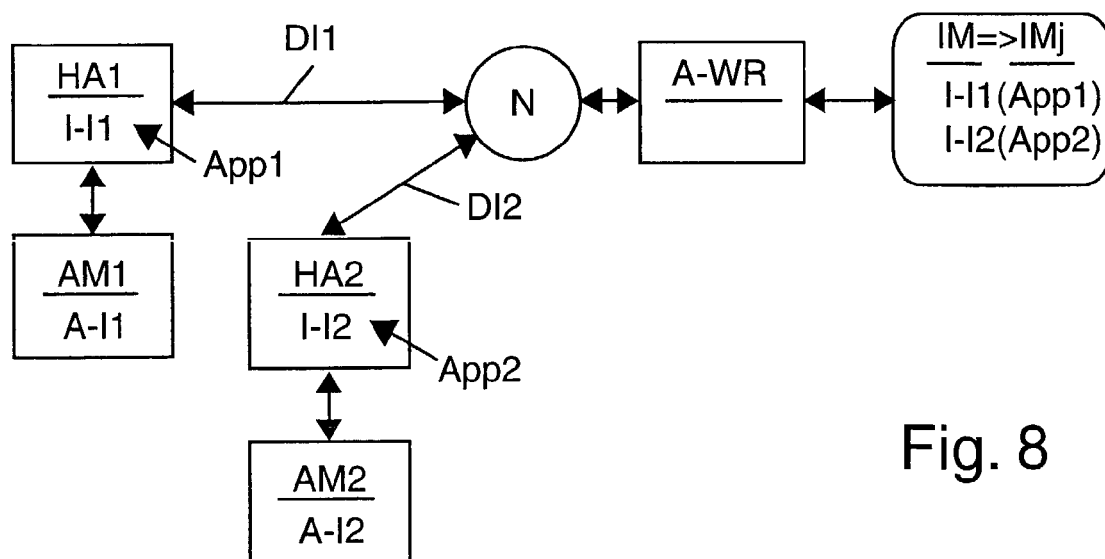 DI1
HA1
I-I1
App1
N
A-WR
IM=>IMj
I-I1(App1)
I-I2(App2)
DI2
AM1
A-I1
HA2
I-I2
App2
AM2
A-I2
Fig. 8